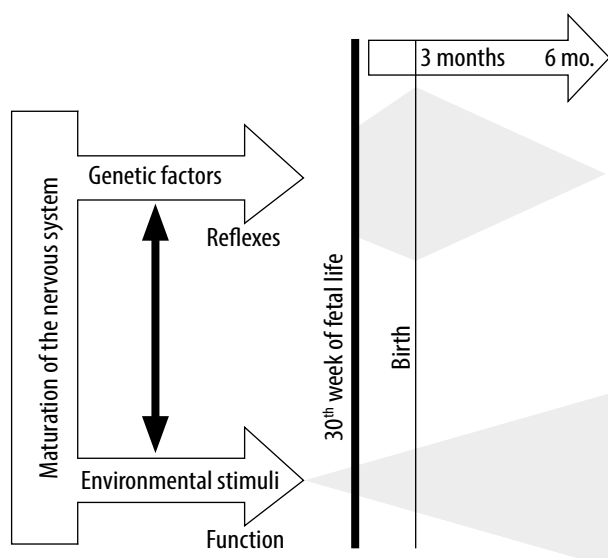 3 months 6 mo.
Genetic factors
Reflexes
Maturation of the nervous system
30th week of fetal life
Birth
Environmental stimuli
Function